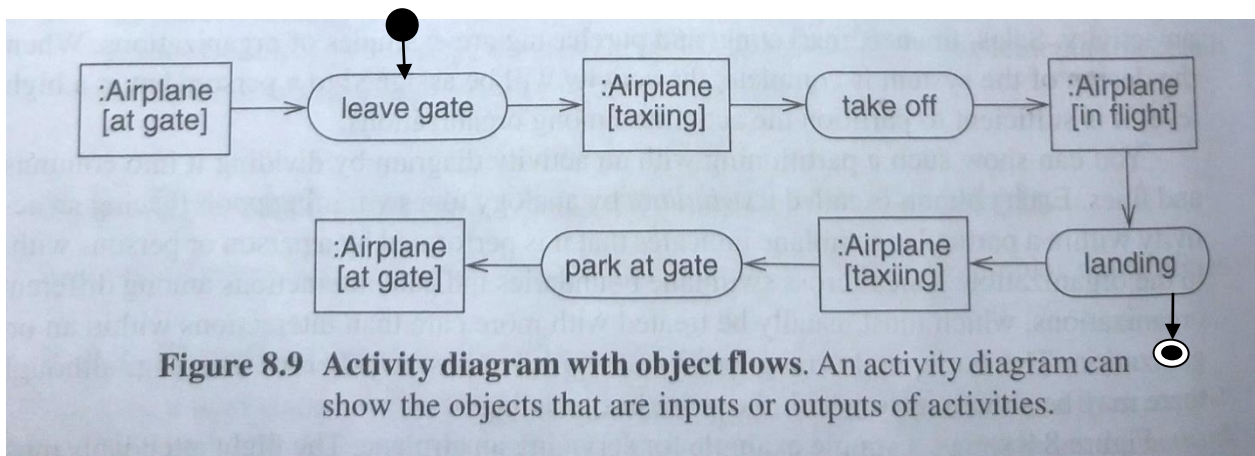 :Airplane
[at gate]
leave gate
:Airplane
[taxiing]
take off
:Airplane
[in flight]
:Airplane
[at gate]
park at gate
:Airplane
[taxiing]
landing
Figure 8.9 Activity diagram with object flows. An activity diagram can
show the objects that are inputs or outputs of activities.